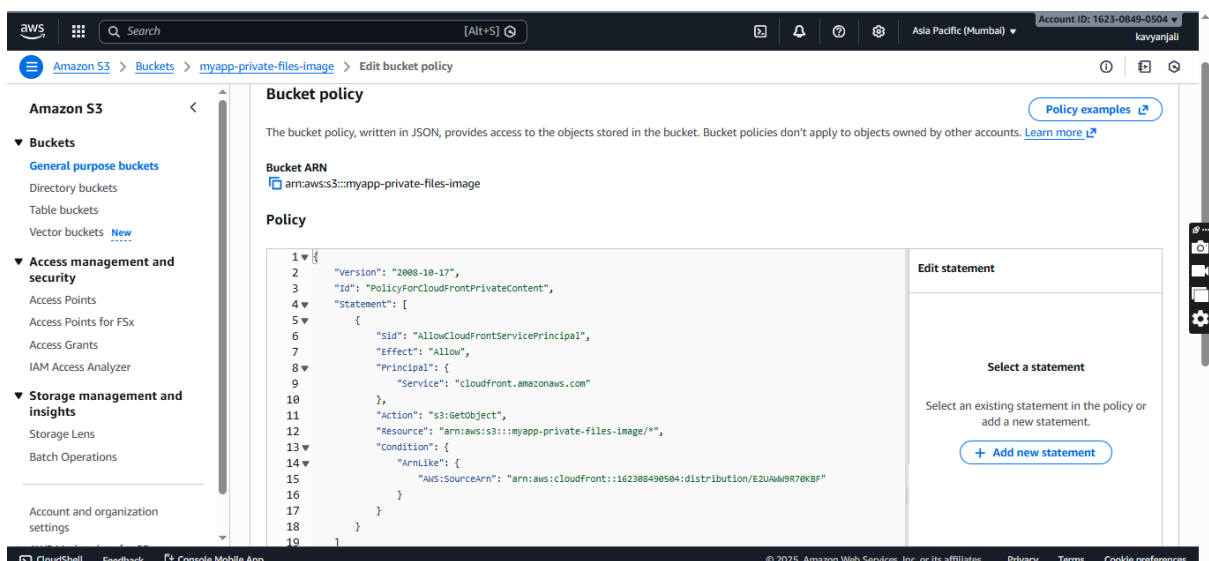 aws
Search
[Alt+S]
Asia Pacific (Mumbai)
Account ID: 1623-0849-0504
kavyanjali
Amazon S3 > Buckets > myapp-private-files-image > Edit bucket policy
Amazon S3
Buckets
General purpose buckets
Directory buckets
Table buckets
Vector buckets New
Access management and
security
Access Points
Access Points for FSx
Access Grants
IAM Access Analyzer
Storage management and
insights
Storage Lens
Batch Operations
Account and organization
settings
Bucket policy
Policy examples
The bucket policy, written in JSON, provides access to the objects stored in the bucket. Bucket policies don't apply to objects owned by other accounts. Learn more
Bucket ARN
arn:aws:s3:::myapp-private-files-image
Policy
1 {
2 "Version": "2008-10-17",
3 "Id": "PolicyForCloudFrontPrivateContent",
4 "Statement": [
5 {
6 "Sid": "AllowCloudFrontServicePrincipal",
7 "Effect": "Allow",
8 "Principal": {
9 "Service": "cloudfront.amazonaws.com"
10 },
11 "Action": "s3:GetObject",
12 "Resource": "arn:aws:s3:::myapp-private-files-image/*",
13 "Condition": {
14 "ArnLike": {
15 "AWS:SourceArn": "arn:aws:cloudfront::162308490504:distribution/E2UAWW9R70KBF"
16 }
17 }
18 }
19 ]
Edit statement
Select a statement
Select an existing statement in the policy or
add a new statement.
+ Add new statement
CloudShell Feedback Console Mobile App
© 2025, Amazon Web Services, Inc. or its affiliates. Privacy Terms Cookie preferences